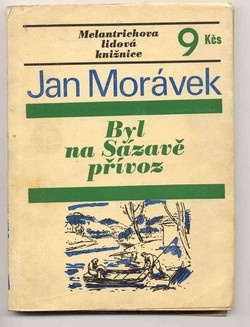 Melantrichova
lidová
knižnice
9 Kčs
Jan Morávek
Byl
na Sázavě
přívoz